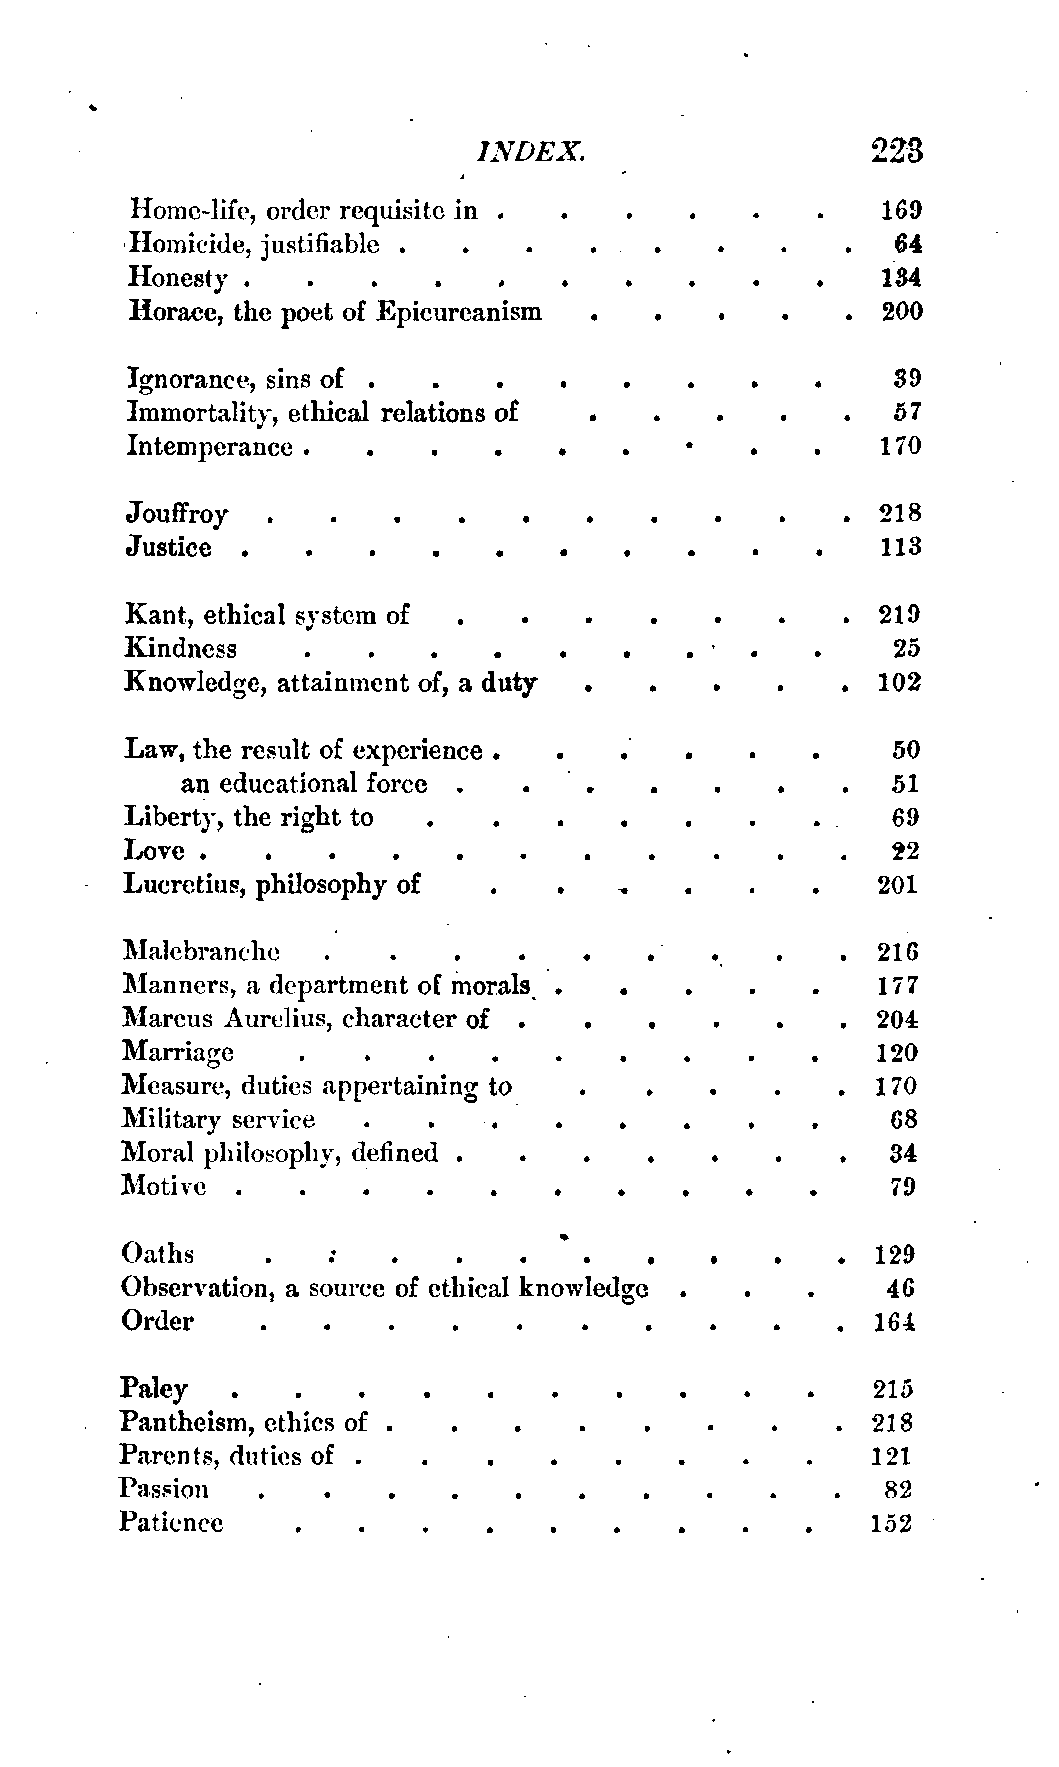 INDEX. 223
Home-life, order requisite in . . . . . . 169
Homicide, justifiable . . . . . . . . 64
Honesty . . . . . . . . . . 134
Horace, the poet of Epicureanism . . . . . 200
Ignorance, sins of . . . . . . . . 39
Immortality, ethical relations of . . . . . 57
Intemperance . . . . . . . . . 170
Jouffroy . . . . . . . . . . 218
Justice . . . . . . . . . . 113
Kant, ethical system of . . . . . . . 219
Kindness . . . . . . . . . 25
Knowledge, attainment of, a duty . . . . . 102
Law, the result of experience . . . . . . 50
an educational force . . . . . . . 51
Liberty, the right to . . . . . . . 69
Love . . . . . . . . . . . 22
Lucretius, philosophy of . . . . . . 201
Malebranche . . . . . . . . . 216
Manners, a department of morals . . . . . 177
Marcus Aurelius, character of . . . . . . 204
Marriage . . . . . . . . . 120
Measure, duties appertaining to . . . . . 170
Military service . . . . . . . . 68
Moral philosophy, defined . . . . . . . 34
Motive . . . . . . . . . . 79
Oaths . . . . . . . . . . 129
Observation, a source of ethical knowledge . . . 46
Order . . . . . . . . . . 164
Paley . . . . . . . . . . 215
Pantheism, ethics of . . . . . . . . 218
Parents, duties of . . . . . . . . 121
Passion . . . . . . . . . . 82
Patience . . . . . . . . . 152